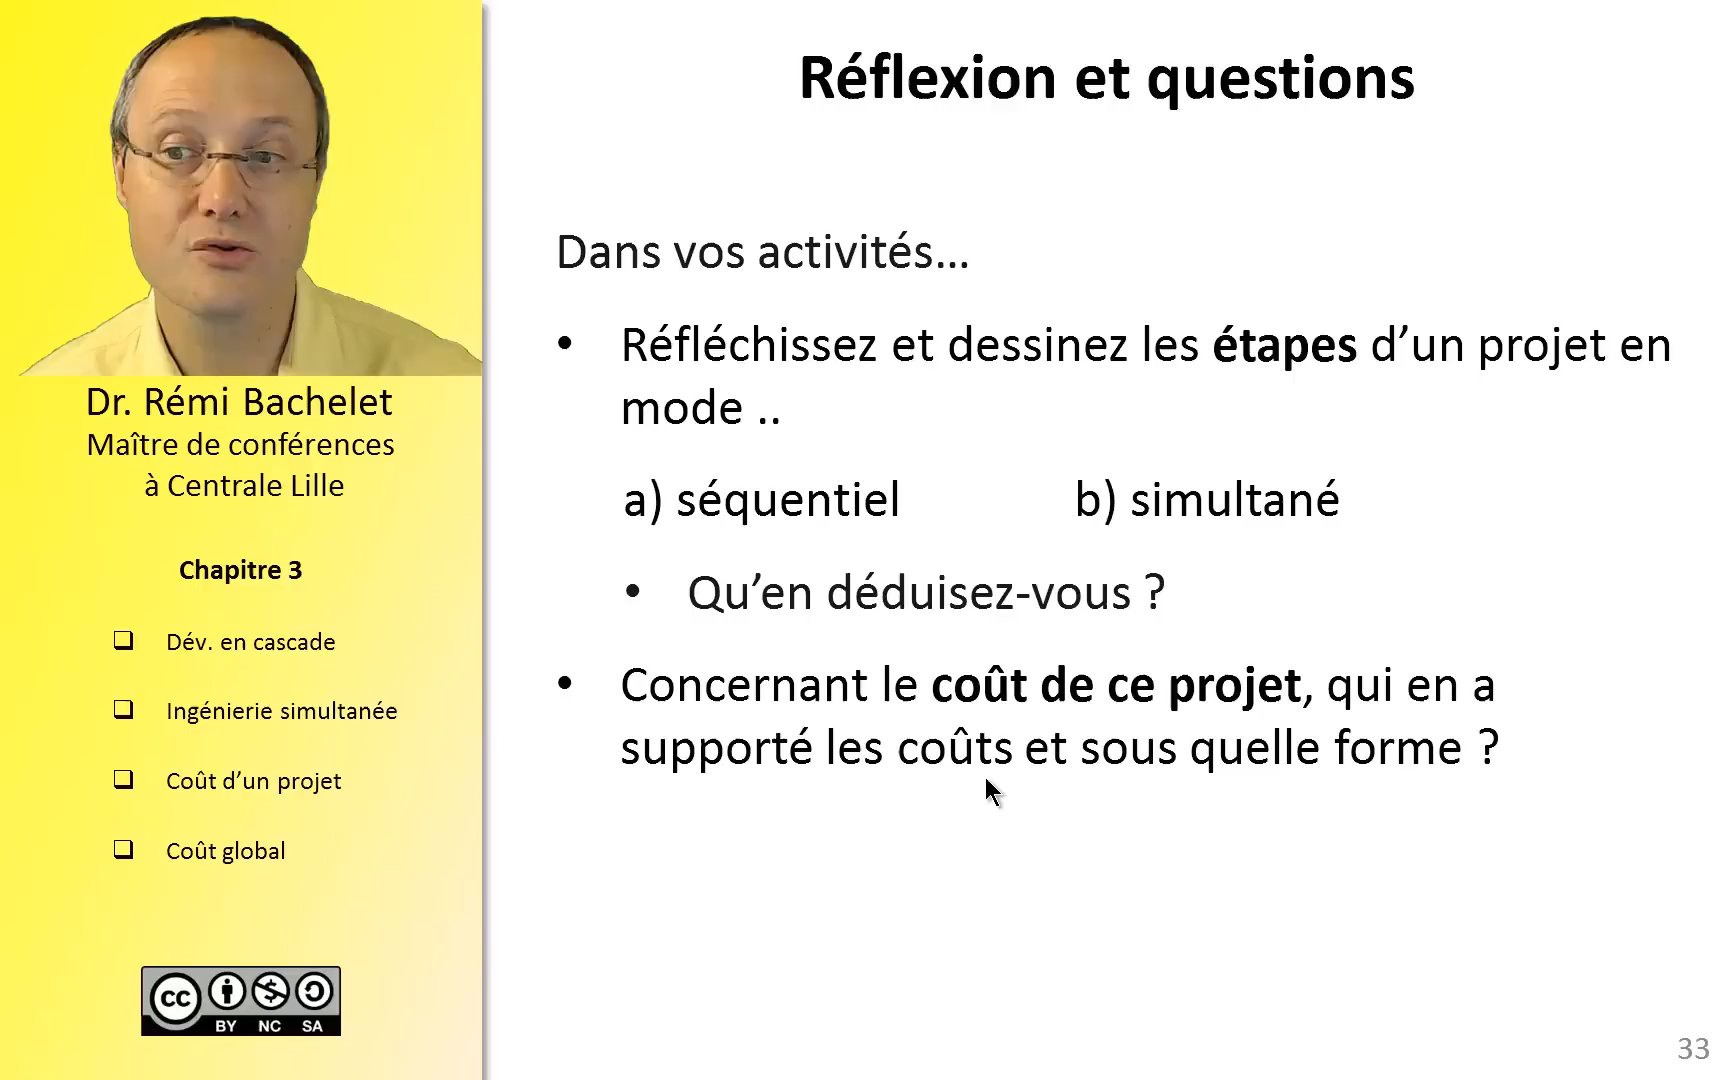 Réflexion et questions
Dans vos activités...
• Réfléchissez et dessinez les étapes d’un projet en
mode ..
a) séquentiel b) simultané
• Qu’en déduisez-vous ?
• Concernant le coût de ce projet, qui en a
supporté les coûts et sous quelle forme ?
Dr. Rémi Bachelet
Maître de conférences
à Centrale Lille
Chapitre 3
❑ Dév. en cascade
❑ Ingénierie simultanée
❑ Coût d’un projet
❑ Coût global
cc
BY NC SA
33